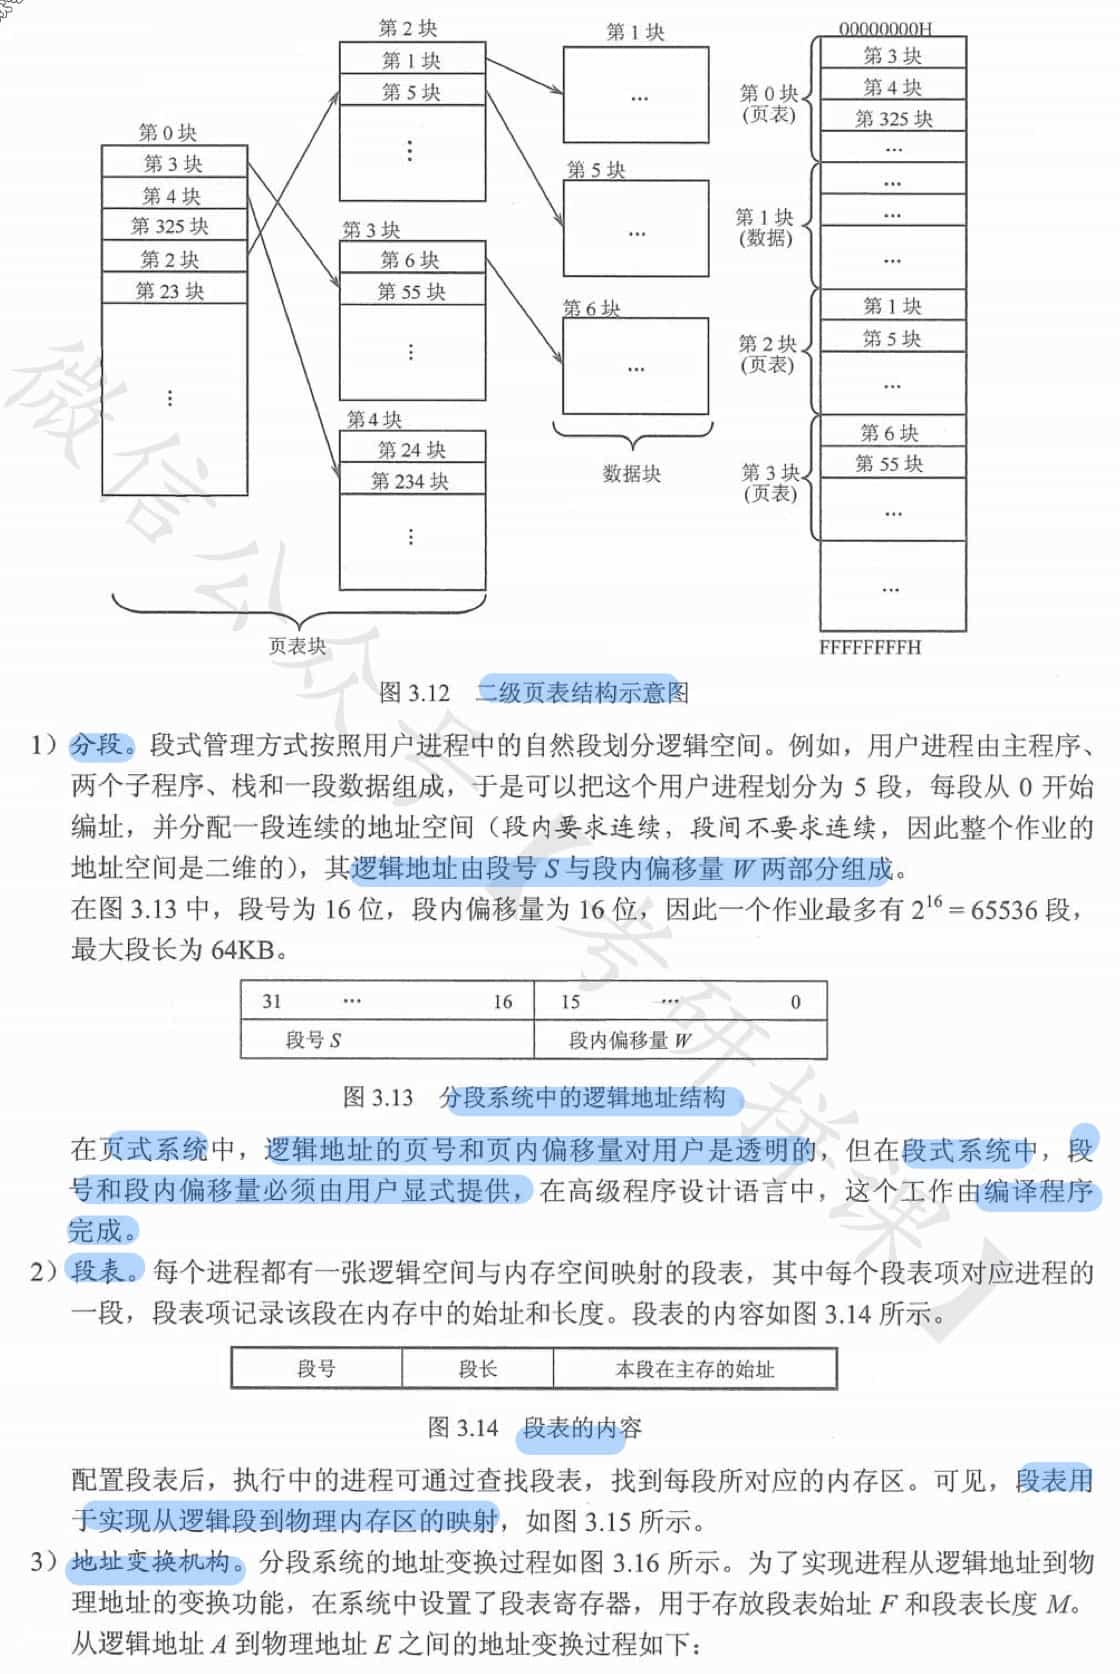 第 0 块
第 3 块
第 4 块
第 325 块
第 2 块
第 23 块
⋮
第 2 块
第 1 块
第 5 块
⋮
第 3 块
第 6 块
第 55 块
⋮
第 4 块
第 24 块
第 234 块
⋮
页表块
第 1 块
…
第 5 块
…
第 6 块
…
数据块
00000000H
第 0 块
(页表)
第 3 块
第 4 块
第 325 块
…
第 1 块
(数据)
…
…
…
第 2 块
(页表)
第 1 块
第 5 块
…
第 3 块
(页表)
第 6 块
第 55 块
…
…
FFFFFFFFH
图 3.12 二级页表结构示意图
1）分段。段式管理方式按照用户进程中的自然段划分逻辑空间。例如，用户进程由主程序、
两个子程序、栈和一段数据组成，于是可以把这个用户进程划分为 5 段，每段从 0 开始
编址，并分配一段连续的地址空间（段内要求连续，段间不要求连续，因此整个作业的
地址空间是二维的），其逻辑地址由段号 S 与段内偏移量 W 两部分组成。
在图 3.13 中，段号为 16 位，段内偏移量为 16 位，因此一个作业最多有 2¹⁶ = 65536 段，
最大段长为 64KB。
31 … 16 15 … 0
段号 S 段内偏移量 W
图 3.13 分段系统中的逻辑地址结构
在页式系统中，逻辑地址的页号和页内偏移量对用户是透明的，但在段式系统中，段
号和段内偏移量必须由用户显式提供，在高级程序设计语言中，这个工作由编译程序
完成。
2）段表。每个进程都有一张逻辑空间与内存空间映射的段表，其中每个段表项对应进程的
一段，段表项记录该段在内存中的始址和长度。段表的内容如图 3.14 所示。
段号 段长 本段在主存的始址
图 3.14 段表的内容
配置段表后，执行中的进程可通过查找段表，找到每段所对应的内存区。可见，段表用
于实现从逻辑段到物理内存区的映射，如图 3.15 所示。
3）地址变换机构。分段系统的地址变换过程如图 3.16 所示。为了实现进程从逻辑地址到物
理地址的变换功能，在系统中设置了段表寄存器，用于存放段表始址 F 和段表长度 M。
从逻辑地址 A 到物理地址 E 之间的地址变换过程如下：
微信公众号【考研拼课】